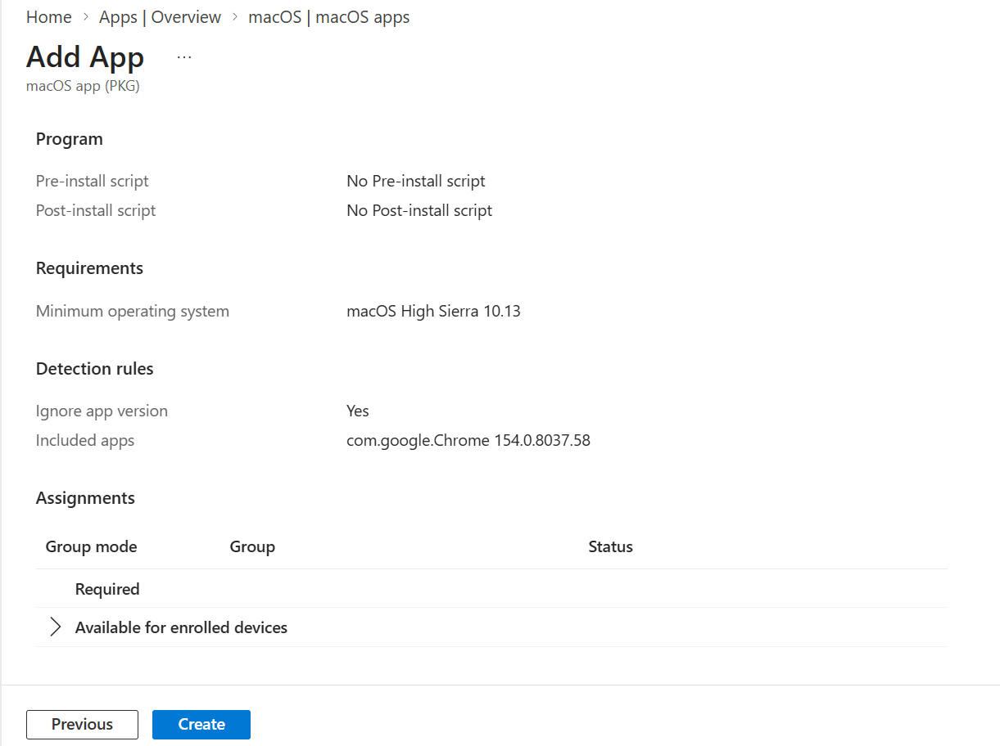 Home > Apps | Overview > macOS | macOS apps
Add App ...
macOS app (PKG)
Program
Pre-install script No Pre-install script
Post-install script No Post-install script
Requirements
Minimum operating system macOS High Sierra 10.13
Detection rules
Ignore app version Yes
Included apps com.google.Chrome 154.0.8037.58
Assignments
Group mode Group Status
Required
Available for enrolled devices
Previous Create